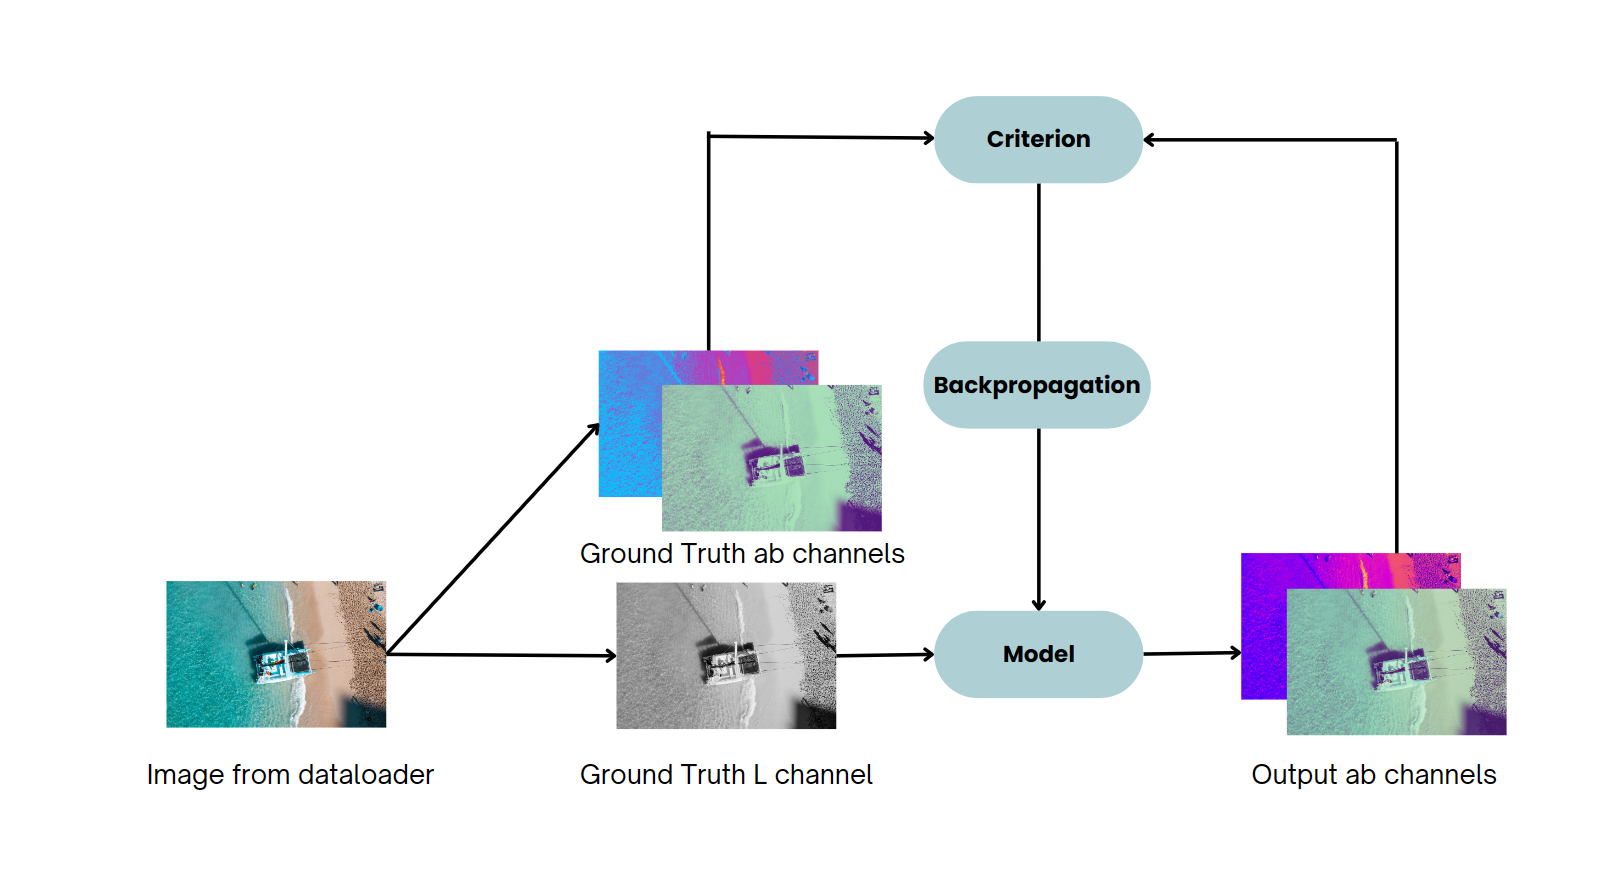 Criterion
Backpropagation
Ground Truth ab channels
Model
Image from dataloader
Ground Truth L channel
Output ab channels